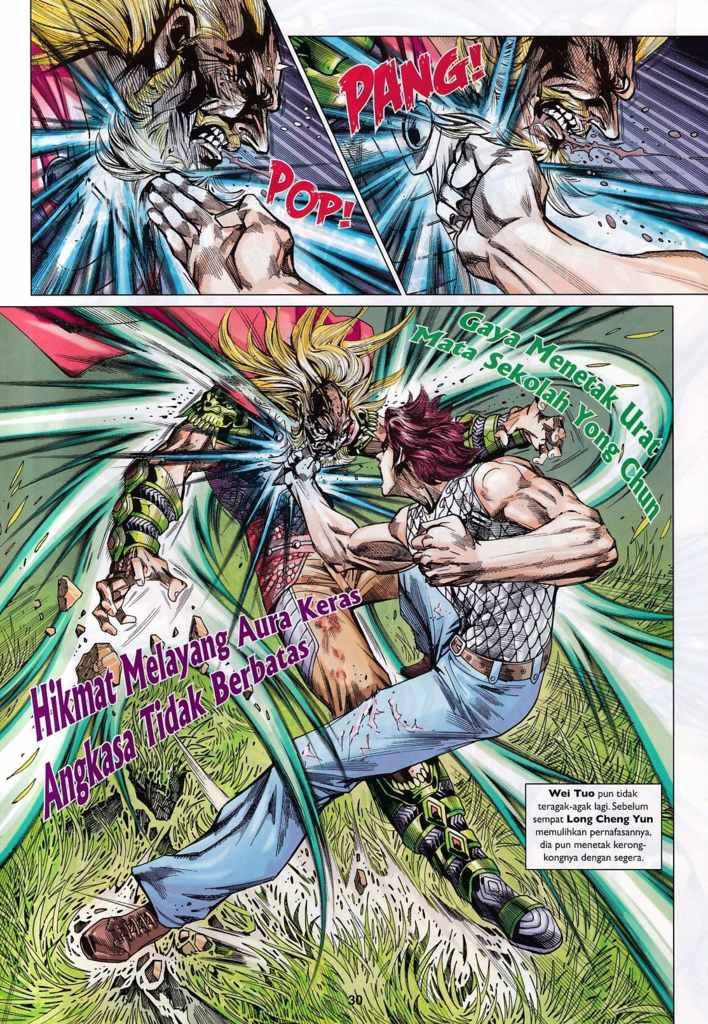 POP!
PANG!
Gaya Menetak Urat
Mata Sekolah Yong Chun
Hikmat Melayang Aura Keras
Angkasa Tidak Berbatas
Wei Tuo pun tidak
teragak-agak lagi. Sebelum
sempat Long Cheng Yun
memulihkan pernafasannya,
dia pun menetak kerong-
kongnya dengan segera.
30